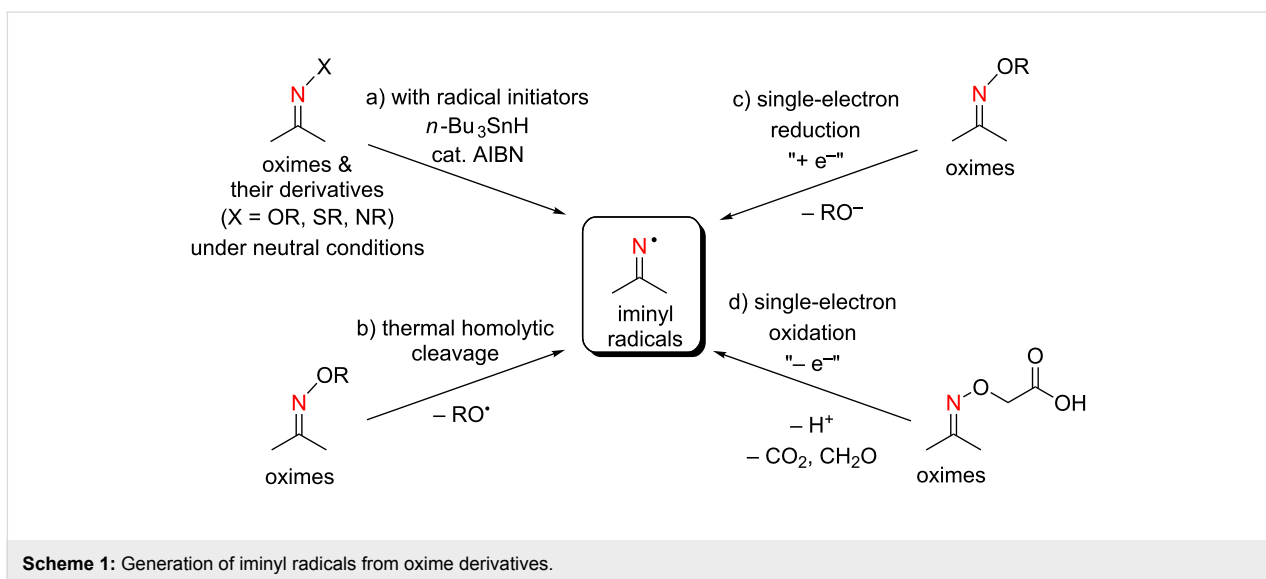 X
N
oximes &
their derivatives
(X = OR, SR, NR)
under neutral conditions
a) with radical initiators
n-Bu₃SnH
cat. AIBN
c) single-electron
reduction
"+ e⁻"
– RO⁻
OR
N
oximes
N•
iminyl
radicals
b) thermal homolytic
cleavage
– RO•
OR
N
oximes
d) single-electron
oxidation
"– e⁻"
– H⁺
– CO₂, CH₂O
O
O
OH
N
oximes
Scheme 1: Generation of iminyl radicals from oxime derivatives.